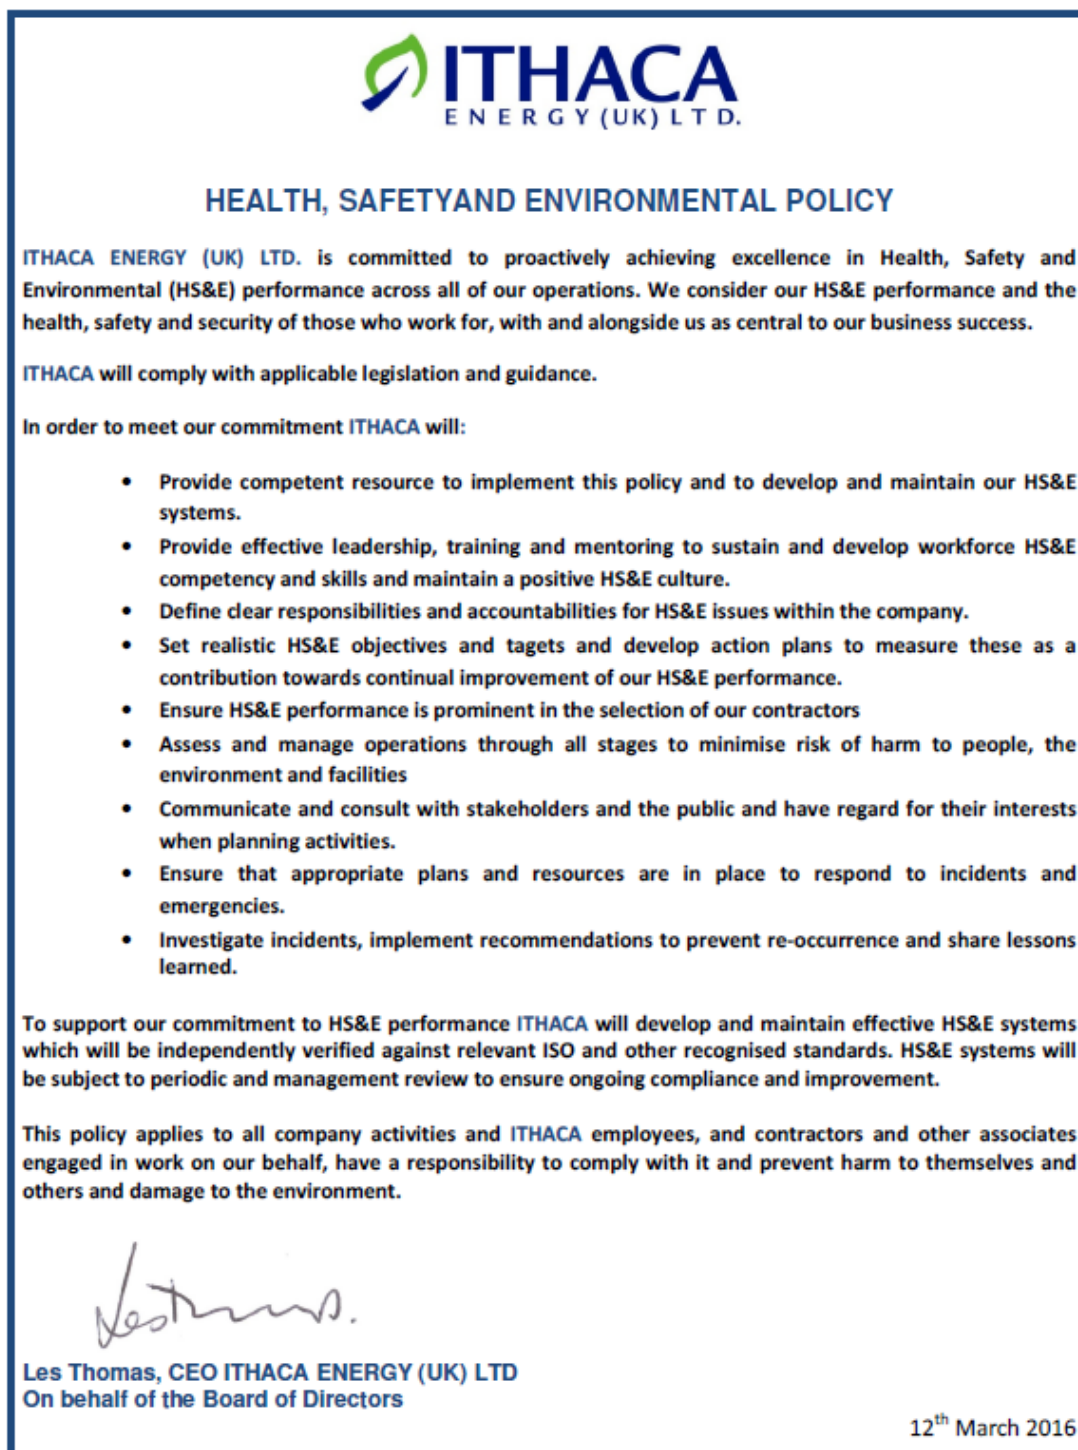 ITHACA
ENERGY (UK) LTD.
HEALTH, SAFETYAND ENVIRONMENTAL POLICY
ITHACA ENERGY (UK) LTD. is committed to proactively achieving excellence in Health, Safety and
Environmental (HS&E) performance across all of our operations. We consider our HS&E performance and the
health, safety and security of those who work for, with and alongside us as central to our business success.
ITHACA will comply with applicable legislation and guidance.
In order to meet our commitment ITHACA will:
• Provide competent resource to implement this policy and to develop and maintain our HS&E
systems.
• Provide effective leadership, training and mentoring to sustain and develop workforce HS&E
competency and skills and maintain a positive HS&E culture.
• Define clear responsibilities and accountabilities for HS&E issues within the company.
• Set realistic HS&E objectives and tagets and develop action plans to measure these as a
contribution towards continual improvement of our HS&E performance.
• Ensure HS&E performance is prominent in the selection of our contractors
• Assess and manage operations through all stages to minimise risk of harm to people, the
environment and facilities
• Communicate and consult with stakeholders and the public and have regard for their interests
when planning activities.
• Ensure that appropriate plans and resources are in place to respond to incidents and
emergencies.
• Investigate incidents, implement recommendations to prevent re-occurrence and share lessons
learned.
To support our commitment to HS&E performance ITHACA will develop and maintain effective HS&E systems
which will be independently verified against relevant ISO and other recognised standards. HS&E systems will
be subject to periodic and management review to ensure ongoing compliance and improvement.
This policy applies to all company activities and ITHACA employees, and contractors and other associates
engaged in work on our behalf, have a responsibility to comply with it and prevent harm to themselves and
others and damage to the environment.
Les Thomas, CEO ITHACA ENERGY (UK) LTD
On behalf of the Board of Directors
12th March 2016